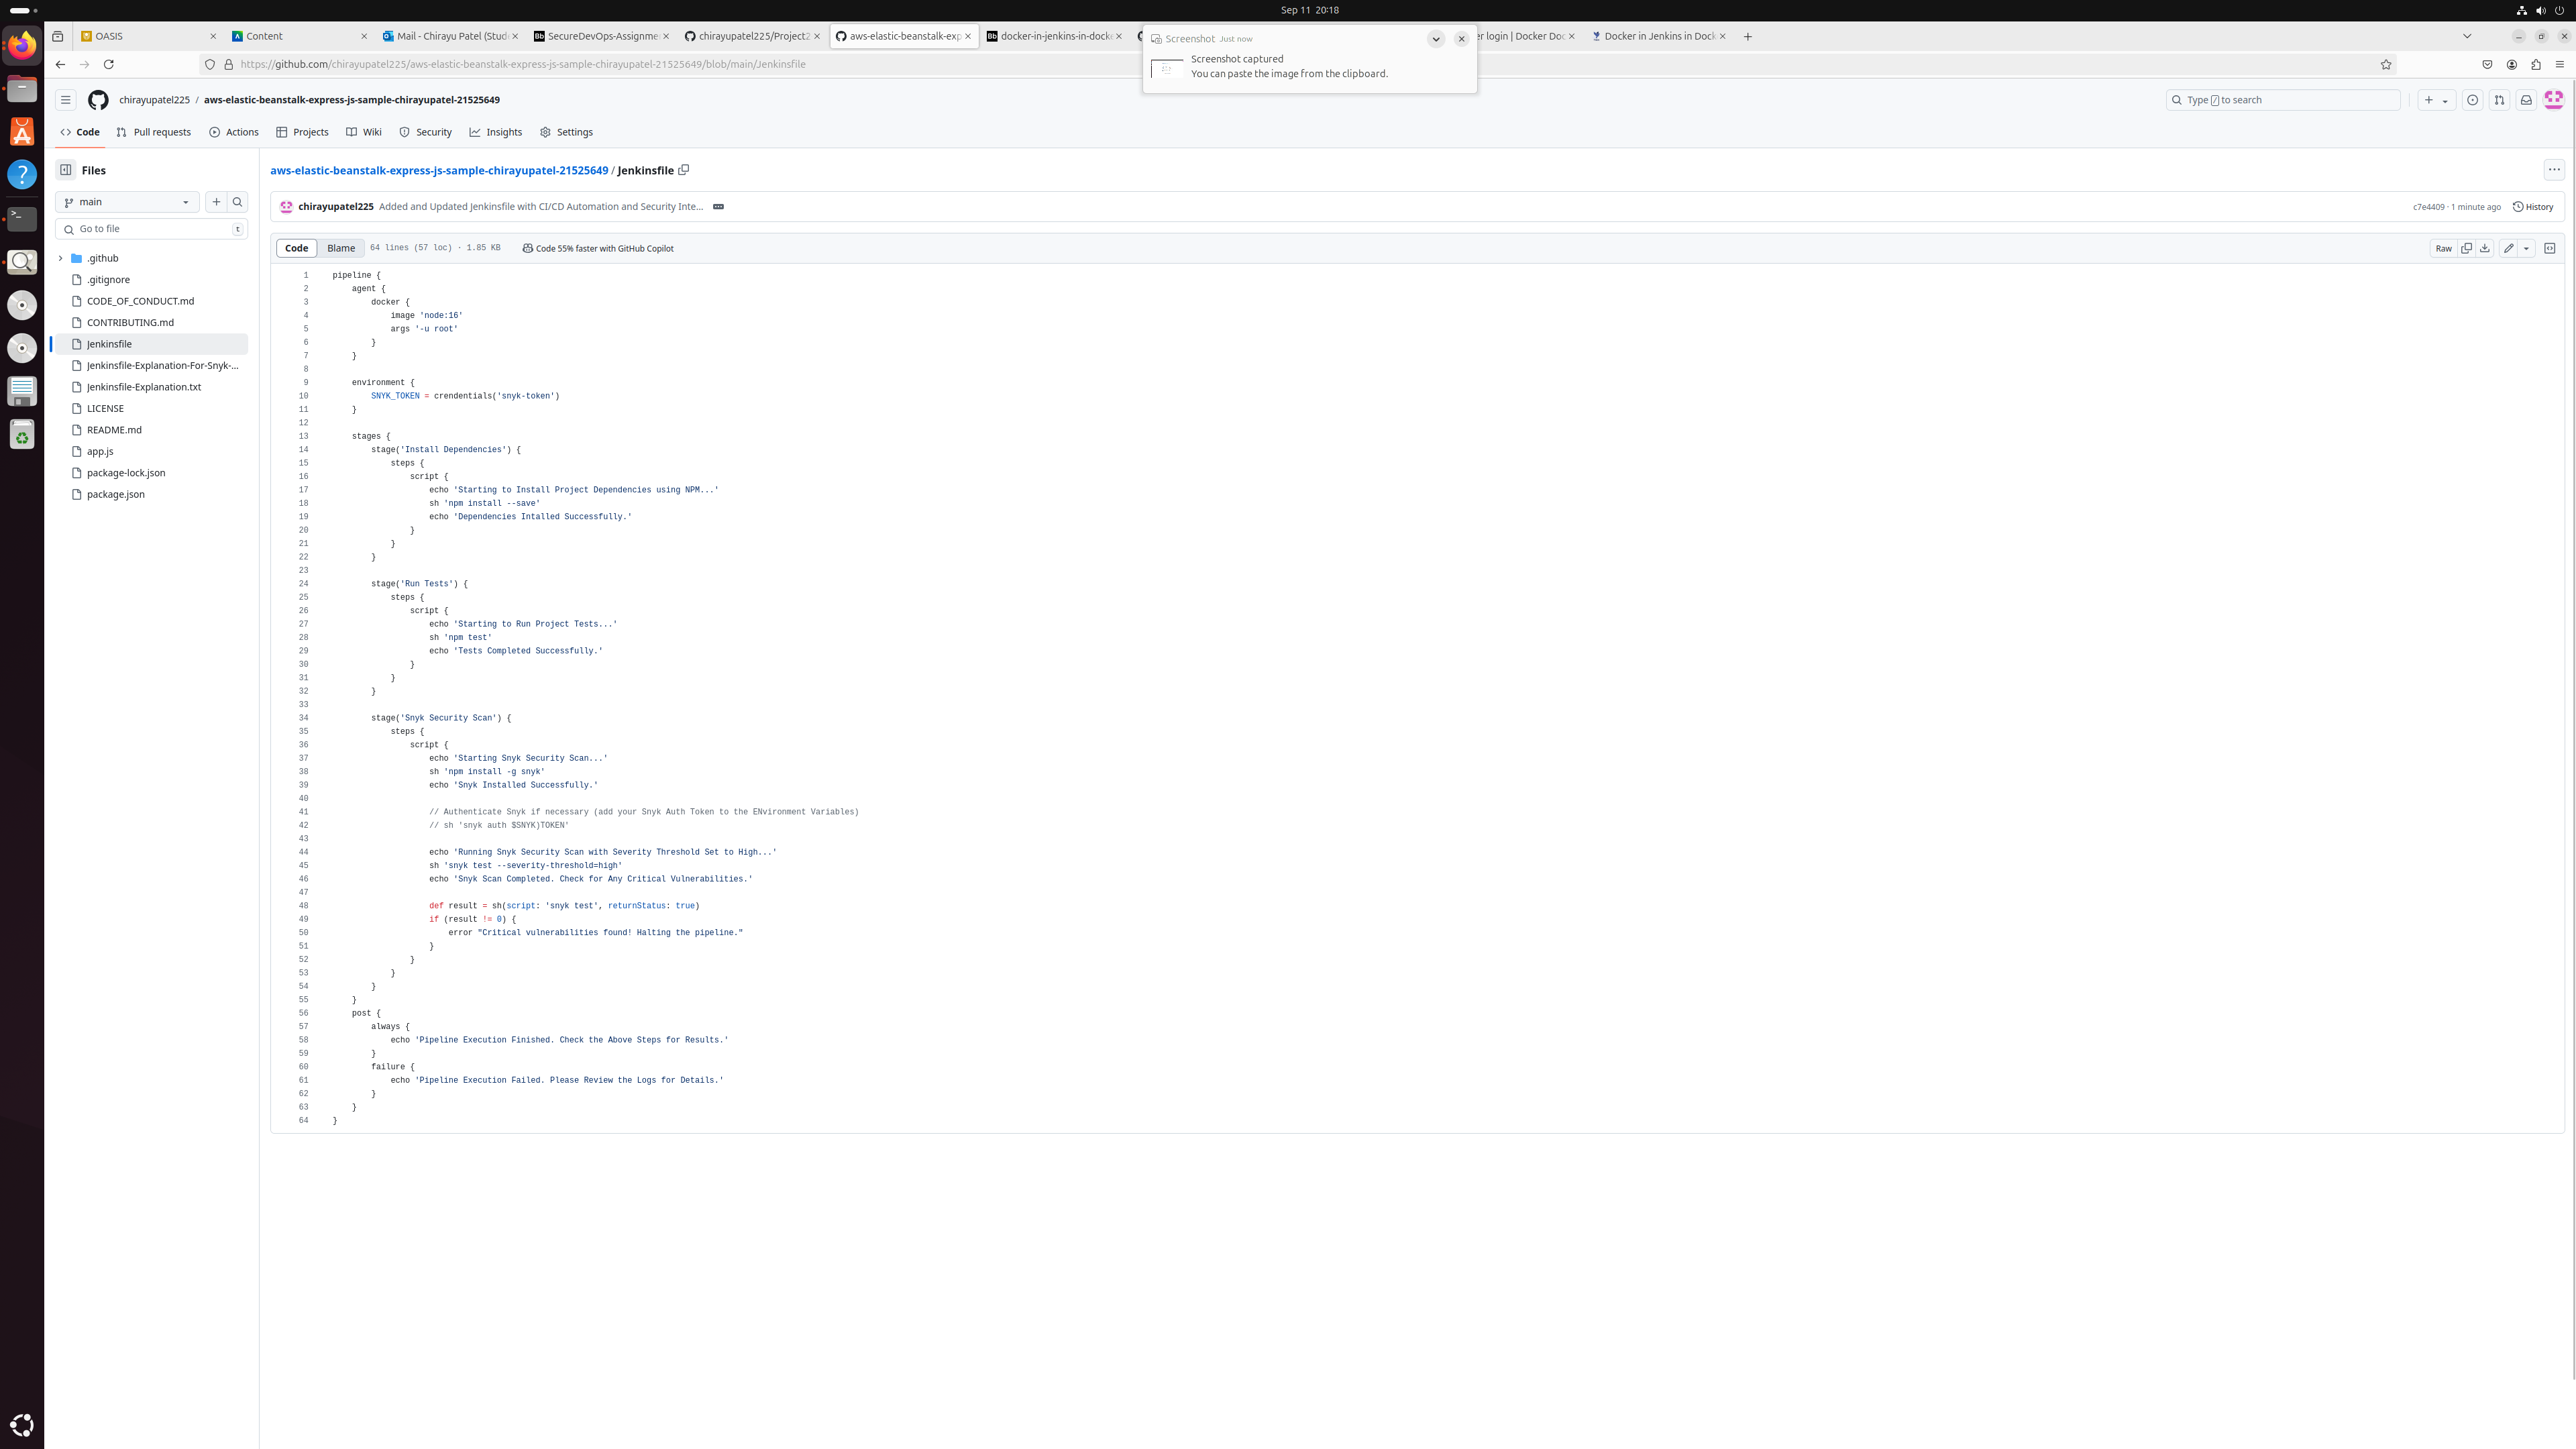 Sep 11 20:18
OASIS
Content
Mail - Chirayu Patel (Stud
SecureDevOps-Assignme
chirayupatel225/Project2
aws-elastic-beanstalk-exp
docker-in-jenkins-in-docke
er login | Docker Doc
Docker in Jenkins in Dock
Screenshot Just now
Screenshot captured
You can paste the image from the clipboard.
https://github.com/chirayupatel225/aws-elastic-beanstalk-express-js-sample-chirayupatel-21525649/blob/main/Jenkinsfile
chirayupatel225 / aws-elastic-beanstalk-express-js-sample-chirayupatel-21525649
Type / to search
Code
Pull requests
Actions
Projects
Wiki
Security
Insights
Settings
Files
main
Go to file
t
.github
.gitignore
CODE_OF_CONDUCT.md
CONTRIBUTING.md
Jenkinsfile
Jenkinsfile-Explanation-For-Snyk-...
Jenkinsfile-Explanation.txt
LICENSE
README.md
app.js
package-lock.json
package.json
aws-elastic-beanstalk-express-js-sample-chirayupatel-21525649 / Jenkinsfile
chirayupatel225 Added and Updated Jenkinsfile with CI/CD Automation and Security Inte...
c7e4409 · 1 minute ago
History
Code
Blame
64 lines (57 loc) · 1.85 KB
Code 55% faster with GitHub Copilot
Raw
1 pipeline {
2 agent {
3 docker {
4 image 'node:16'
5 args '-u root'
6 }
7 }
8
9 environment {
10 SNYK_TOKEN = crendentials('snyk-token')
11 }
12
13 stages {
14 stage('Install Dependencies') {
15 steps {
16 script {
17 echo 'Starting to Install Project Dependencies using NPM...'
18 sh 'npm install --save'
19 echo 'Dependencies Intalled Successfully.'
20 }
21 }
22 }
23
24 stage('Run Tests') {
25 steps {
26 script {
27 echo 'Starting to Run Project Tests...'
28 sh 'npm test'
29 echo 'Tests Completed Successfully.'
30 }
31 }
32 }
33
34 stage('Snyk Security Scan') {
35 steps {
36 script {
37 echo 'Starting Snyk Security Scan...'
38 sh 'npm install -g snyk'
39 echo 'Snyk Installed Successfully.'
40
41 // Authenticate Snyk if necessary (add your Snyk Auth Token to the ENvironment Variables)
42 // sh 'snyk auth $SNYK)TOKEN'
43
44 echo 'Running Snyk Security Scan with Severity Threshold Set to High...'
45 sh 'snyk test --severity-threshold=high'
46 echo 'Snyk Scan Completed. Check for Any Critical Vulnerabilities.'
47
48 def result = sh(script: 'snyk test', returnStatus: true)
49 if (result != 0) {
50 error "Critical vulnerabilities found! Halting the pipeline."
51 }
52 }
53 }
54 }
55 }
56 post {
57 always {
58 echo 'Pipeline Execution Finished. Check the Above Steps for Results.'
59 }
60 failure {
61 echo 'Pipeline Execution Failed. Please Review the Logs for Details.'
62 }
63 }
64 }